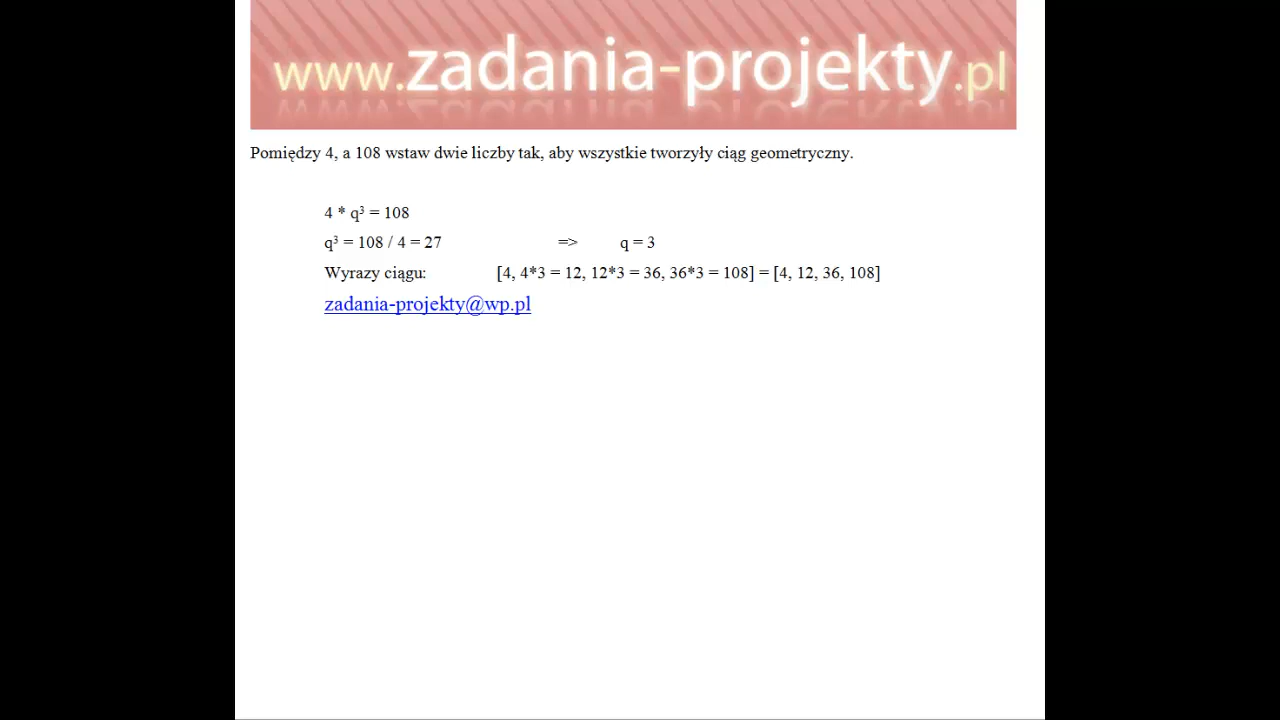 www.zadania-projekty.pl
Pomiędzy 4, a 108 wstaw dwie liczby tak, aby wszystkie tworzyły ciąg geometryczny.
4 * q³ = 108
q³ = 108 / 4 = 27 => q = 3
Wyrazy ciągu: [4, 4*3 = 12, 12*3 = 36, 36*3 = 108] = [4, 12, 36, 108]
zadania-projekty@wp.pl